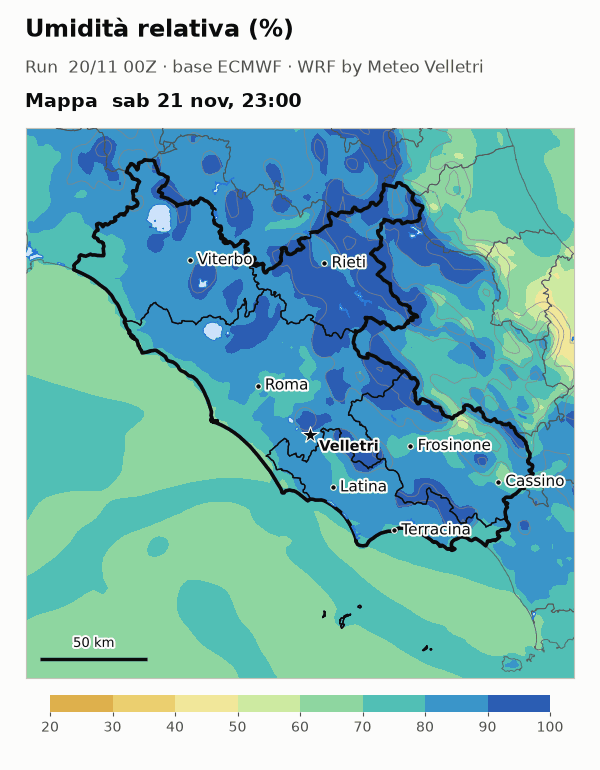 Umidità relativa (%)
Run  20/11 00Z · base ECMWF · WRF by Meteo Velletri
Mappa  sab 21 nov, 23:00
Viterbo
Rieti
Roma
Velletri
Frosinone
Cassino
Latina
Terracina
50 km
20 30 40 50 60 70 80 90 100